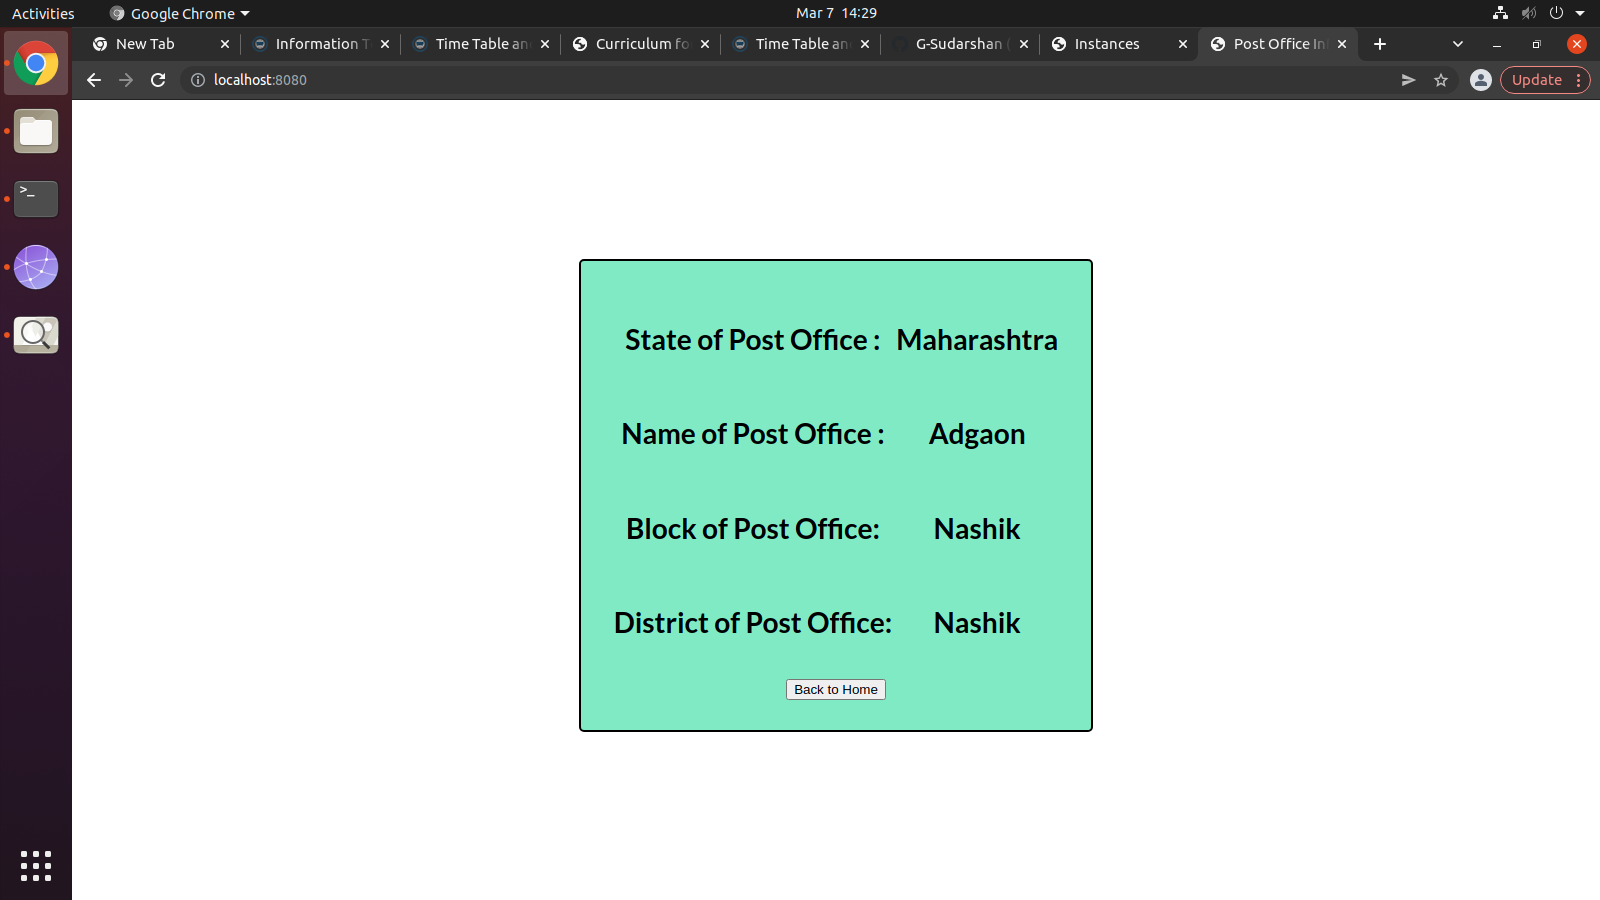 Activities Google Chrome Mar 7 14:29
New Tab Information Time Table an Curriculum fo Time Table an G-Sudarshan ( Instances Post Office In
localhost:8080 Update
>_
State of Post Office : Maharashtra
Name of Post Office : Adgaon
Block of Post Office: Nashik
District of Post Office: Nashik
Back to Home